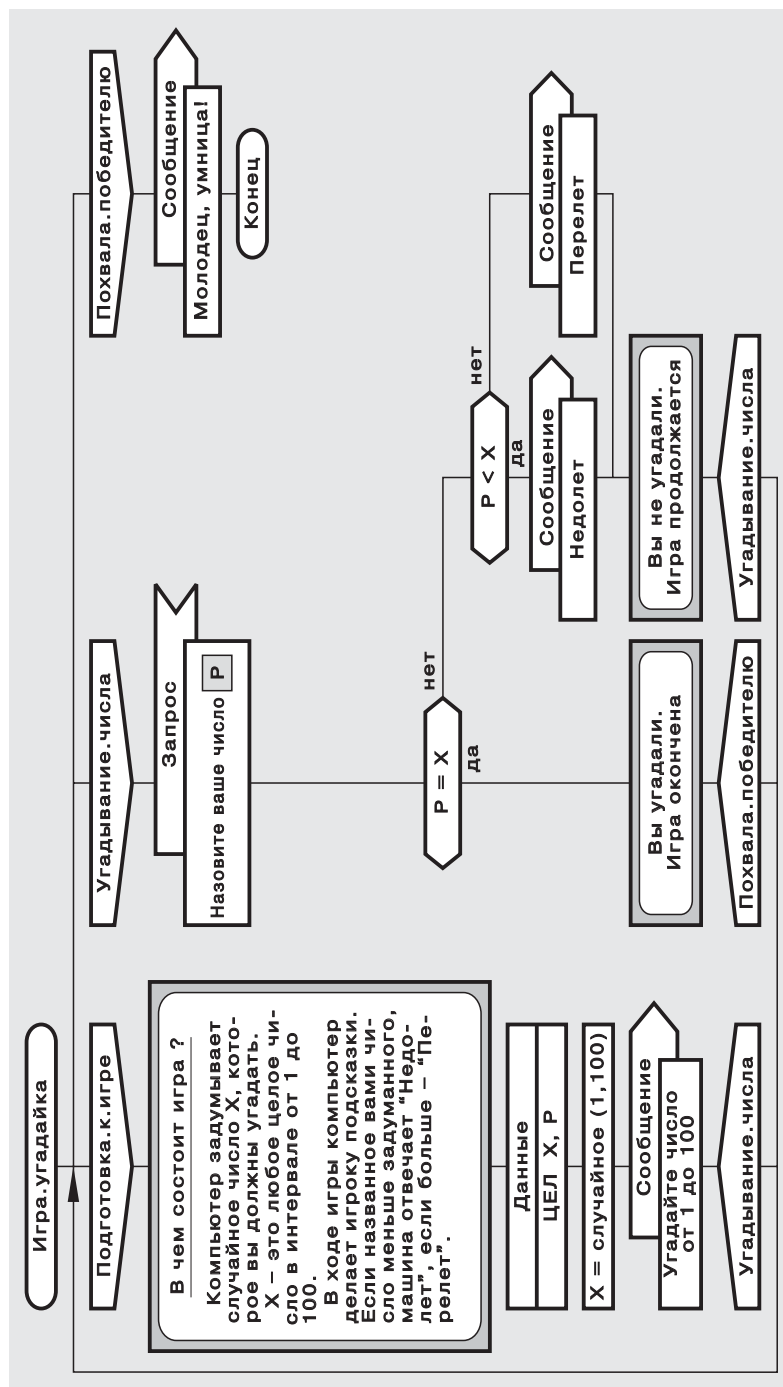 Игра.угадайка
Подготовка.к.игре
В чем состоит игра ?
Компьютер задумывает
случайное число X, кото-
рое вы должны угадать.
X – это любое целое чи-
сло в интервале от 1 до
100.
В ходе игры компьютер
делает игроку подсказки.
Если названное вами чи-
сло меньше задуманного,
машина отвечает “Недо-
лет”, если больше – “Пе-
релет”.
Данные
ЦЕЛ X, P
X = случайное (1,100)
Сообщение
Угадайте число
от 1 до 100
Угадывание.числа
Угадывание.числа
Запрос
Назовите ваше число P
P = X
нет
да
Вы угадали.
Игра окончена
Похвала.победителю
P < X
нет
да
Сообщение
Недолет
Сообщение
Перелет
Вы не угадали.
Игра продолжается
Угадывание.числа
Похвала.победителю
Сообщение
Молодец, умница!
Конец